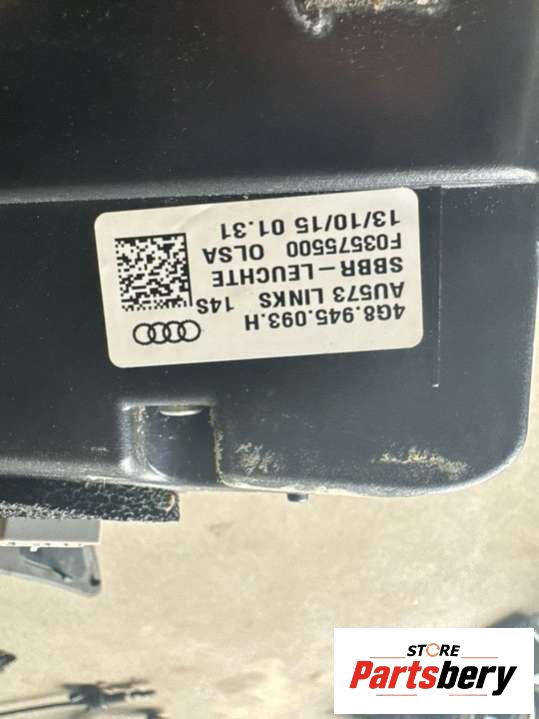 4G8.945.093.H
AU573 LINKS 14S
SBBR-LEUCHTE
F03575500 OLSA
13/10/15 01.31
STORE
Partsbery